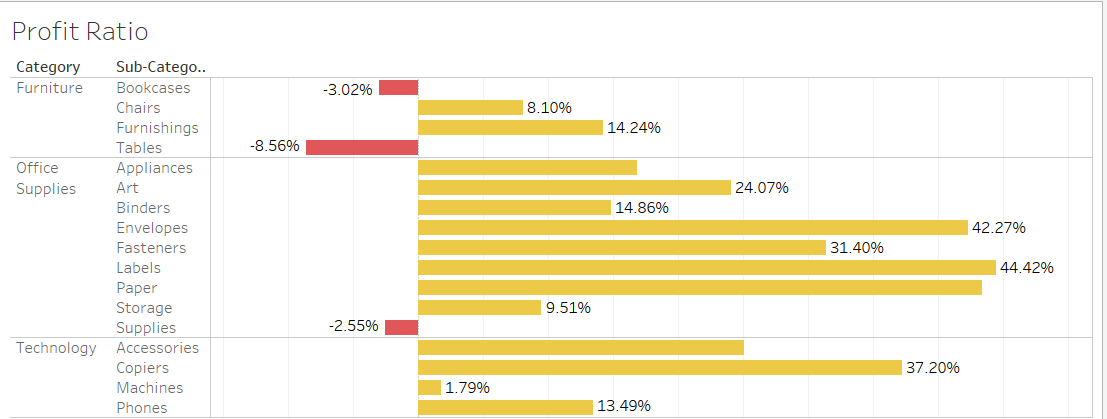 Profit Ratio
Category Sub-Catego..
Furniture Bookcases -3.02%
Chairs 8.10%
Furnishings 14.24%
Tables -8.56%
Office Appliances
Supplies Art 24.07%
Binders 14.86%
Envelopes 42.27%
Fasteners 31.40%
Labels 44.42%
Paper
Storage 9.51%
Supplies -2.55%
Technology Accessories
Copiers 37.20%
Machines 1.79%
Phones 13.49%